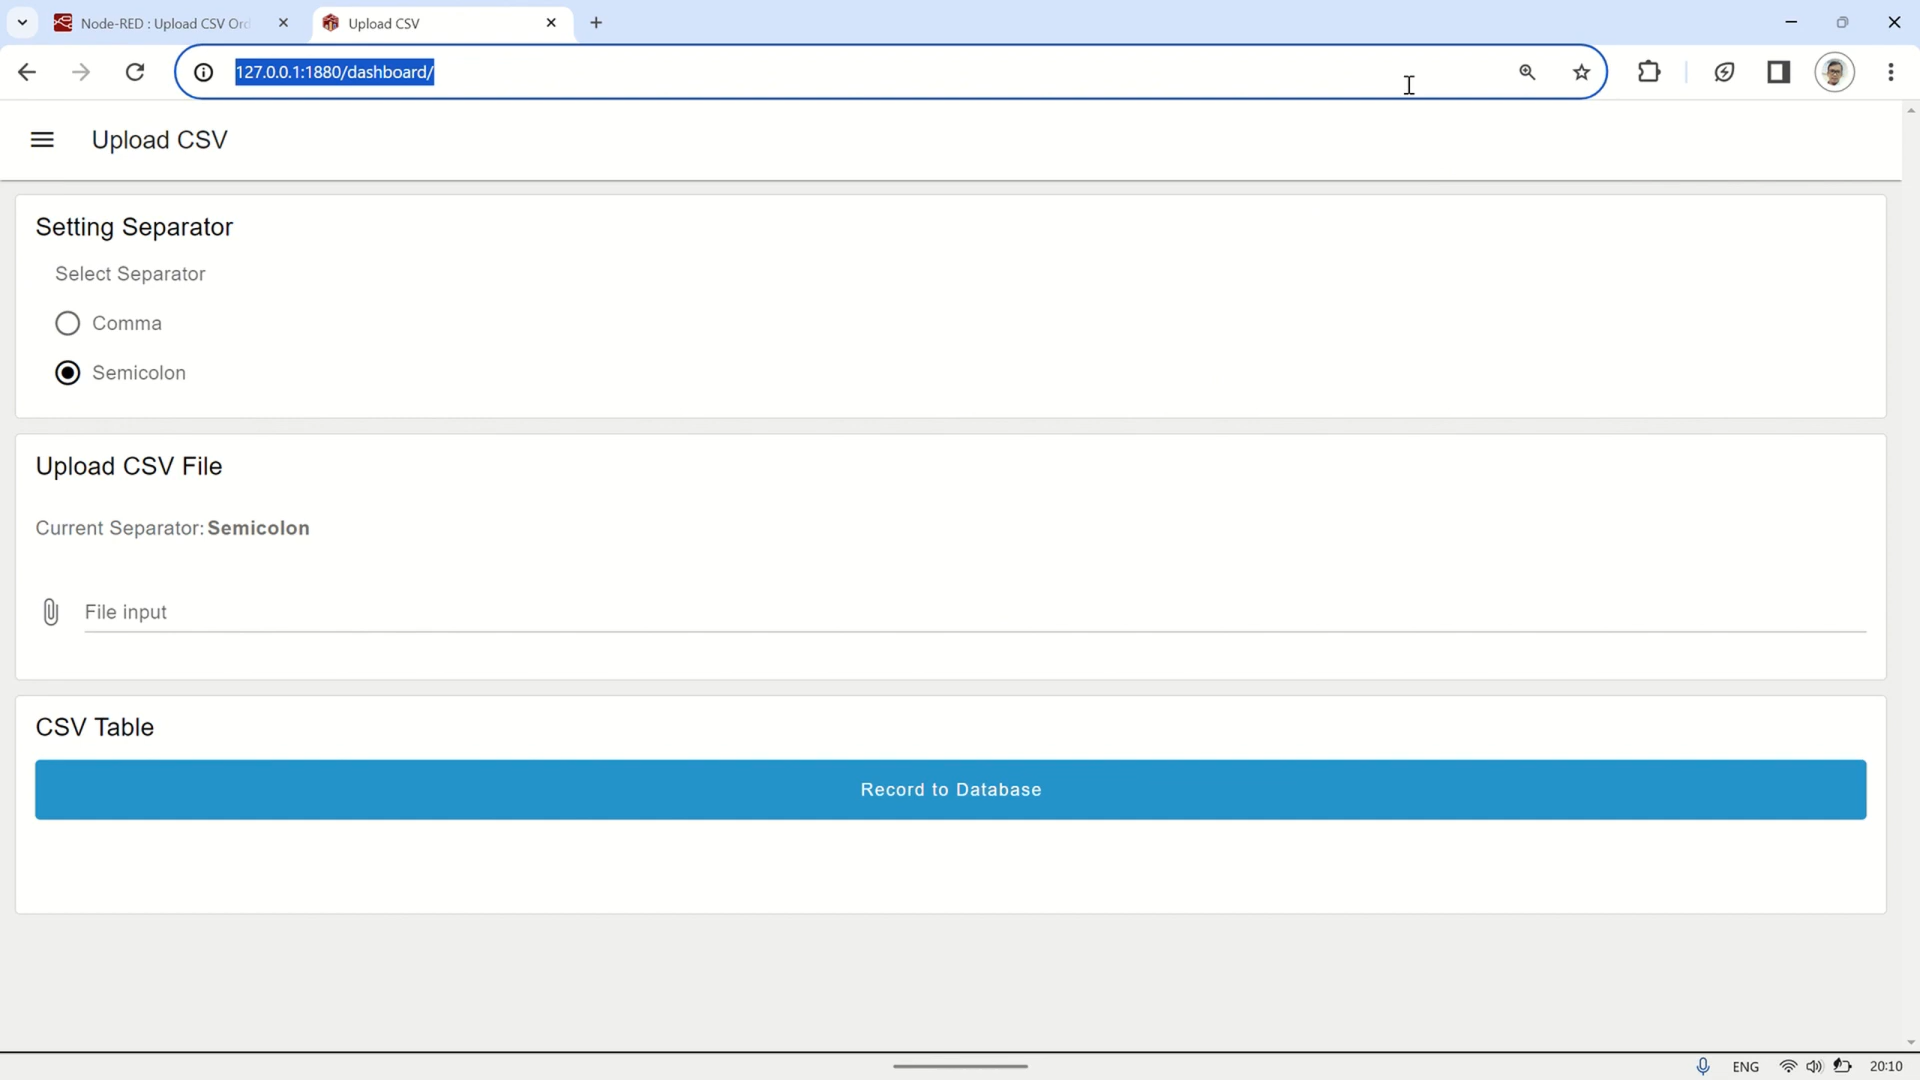 Node-RED : Upload CSV Ord
Upload CSV
127.0.0.1:1880/dashboard/
Upload CSV
Setting Separator
Select Separator
Comma
Semicolon
Upload CSV File
Current Separator: Semicolon
File input
CSV Table
Record to Database
ENG
20:10